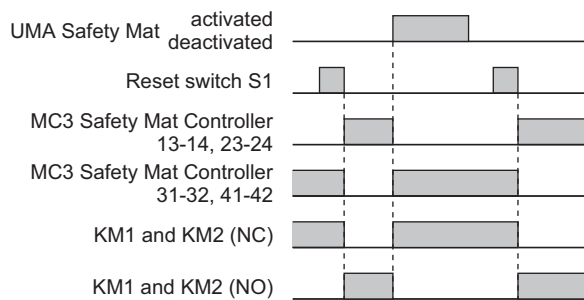 UMA Safety Mat activated
deactivated
Reset switch S1
MC3 Safety Mat Controller
13-14, 23-24
MC3 Safety Mat Controller
31-32, 41-42
KM1 and KM2 (NC)
KM1 and KM2 (NO)